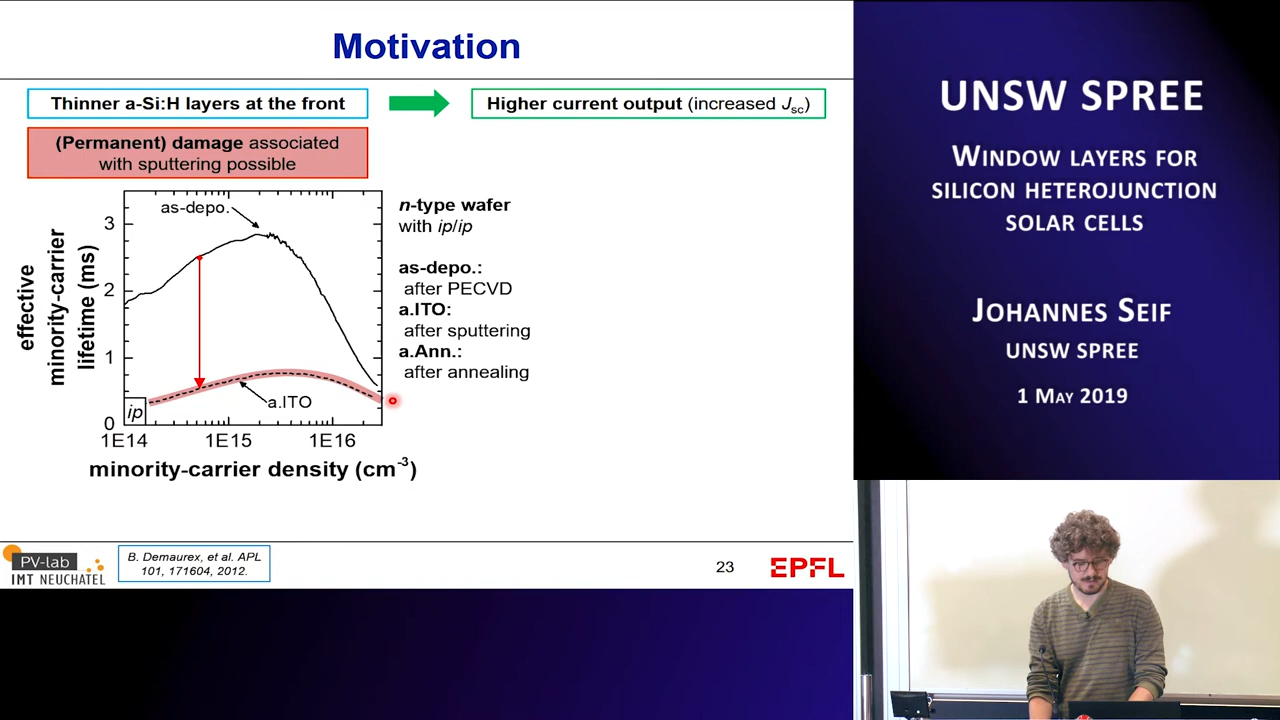 Motivation
Thinner a-Si:H layers at the front
Higher current output (increased Jsc)
(Permanent) damage associated
with sputtering possible
effective
minority-carrier
lifetime (ms)
3
2
1
0
as-depo.
a.ITO
ip
1E14
1E15
1E16
minority-carrier density (cm-3)
n-type wafer
with ip/ip
as-depo.:
after PECVD
a.ITO:
after sputtering
a.Ann.:
after annealing
PV-lab
IMT NEUCHATEL
B. Demaurex, et al. APL
101, 171604, 2012.
23
EPFL
UNSW SPREE
WINDOW LAYERS FOR
SILICON HETEROJUNCTION
SOLAR CELLS
JOHANNES SEIF
UNSW SPREE
1 MAY 2019